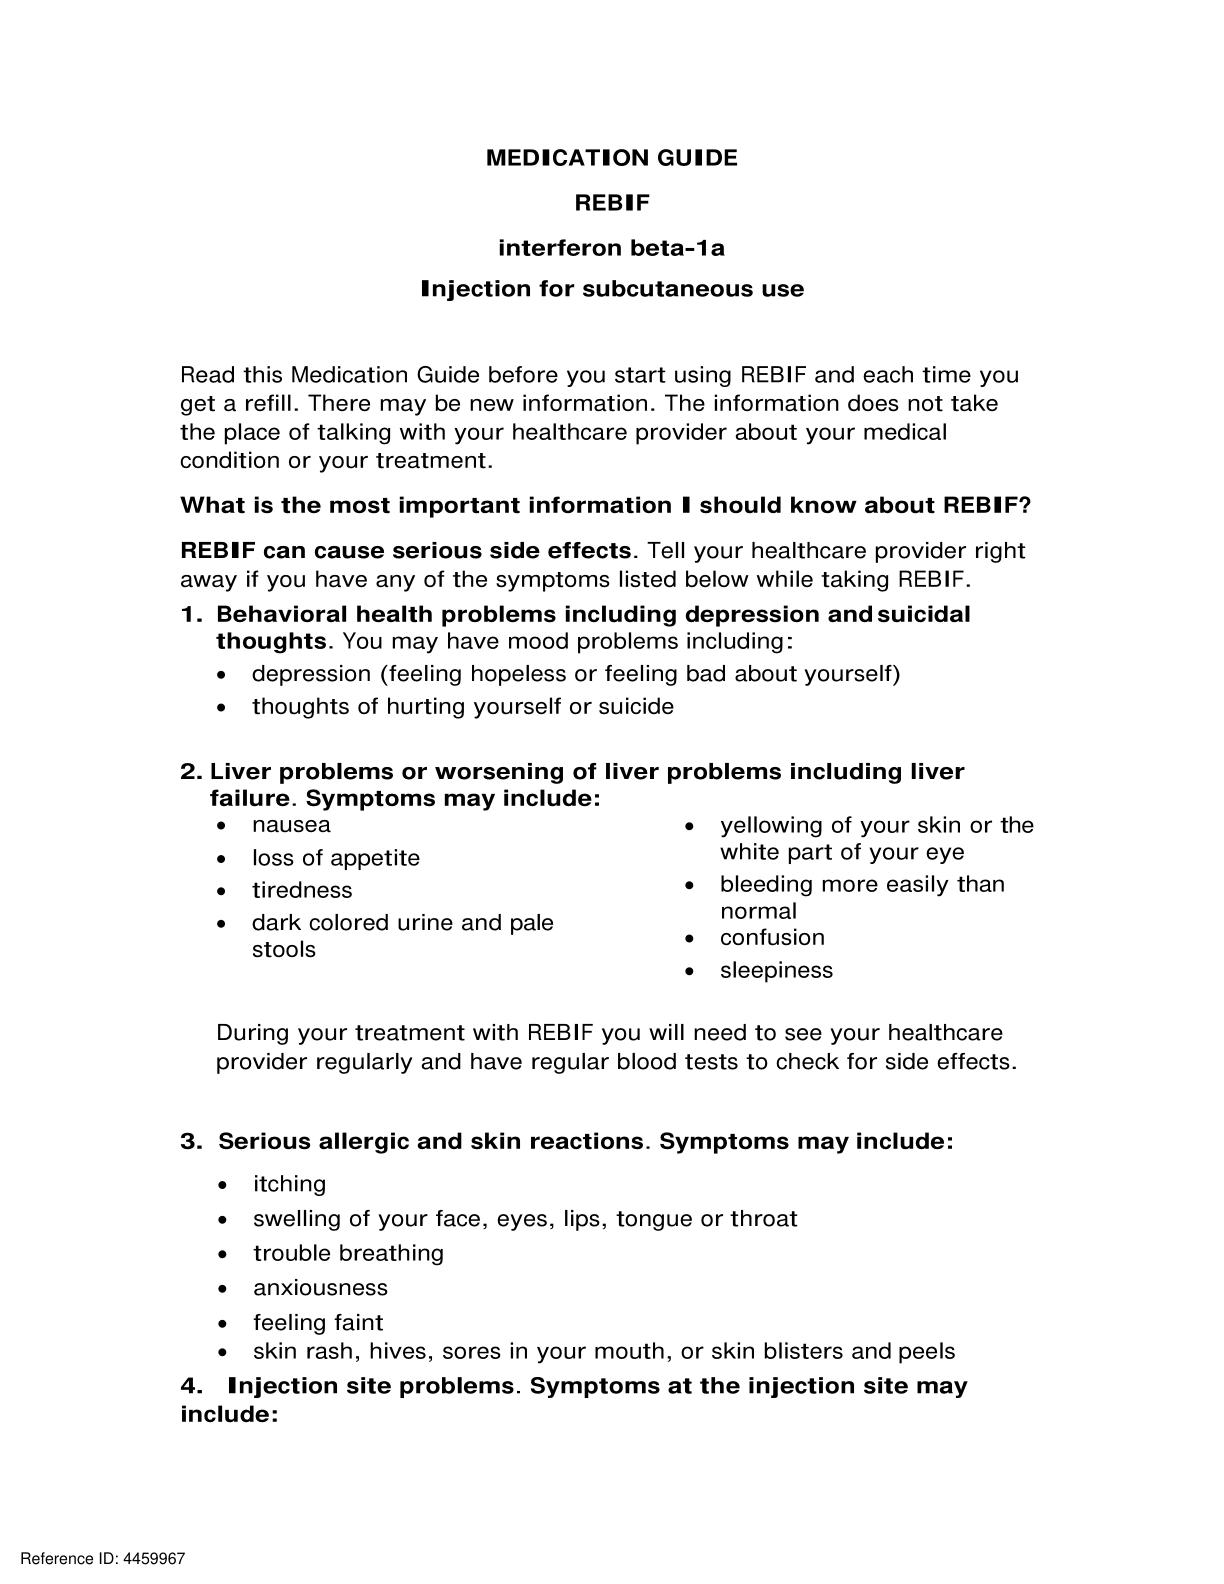 MEDICATION GUIDE
REBIF
interferon beta-1a
Injection for subcutaneous use
Read this Medication Guide before you start using REBIF and each time you
get a refill. There may be new information. The information does not take
the place of talking with your healthcare provider about your medical
condition or your treatment.
What is the most important information I should know about REBIF?
REBIF can cause serious side effects. Tell your healthcare provider right
away if you have any of the symptoms listed below while taking REBIF.
1. Behavioral health problems including depression and suicidal
thoughts. You may have mood problems including:
• depression (feeling hopeless or feeling bad about yourself)
• thoughts of hurting yourself or suicide
2. Liver problems or worsening of liver problems including liver
failure. Symptoms may include:
• nausea
• loss of appetite
• tiredness
• dark colored urine and pale
stools
• yellowing of your skin or the
white part of your eye
• bleeding more easily than
normal
• confusion
• sleepiness
During your treatment with REBIF you will need to see your healthcare
provider regularly and have regular blood tests to check for side effects.
3. Serious allergic and skin reactions. Symptoms may include:
• itching
• swelling of your face, eyes, lips, tongue or throat
• trouble breathing
• anxiousness
• feeling faint
• skin rash, hives, sores in your mouth, or skin blisters and peels
4. Injection site problems. Symptoms at the injection site may
include:
Reference ID: 4459967